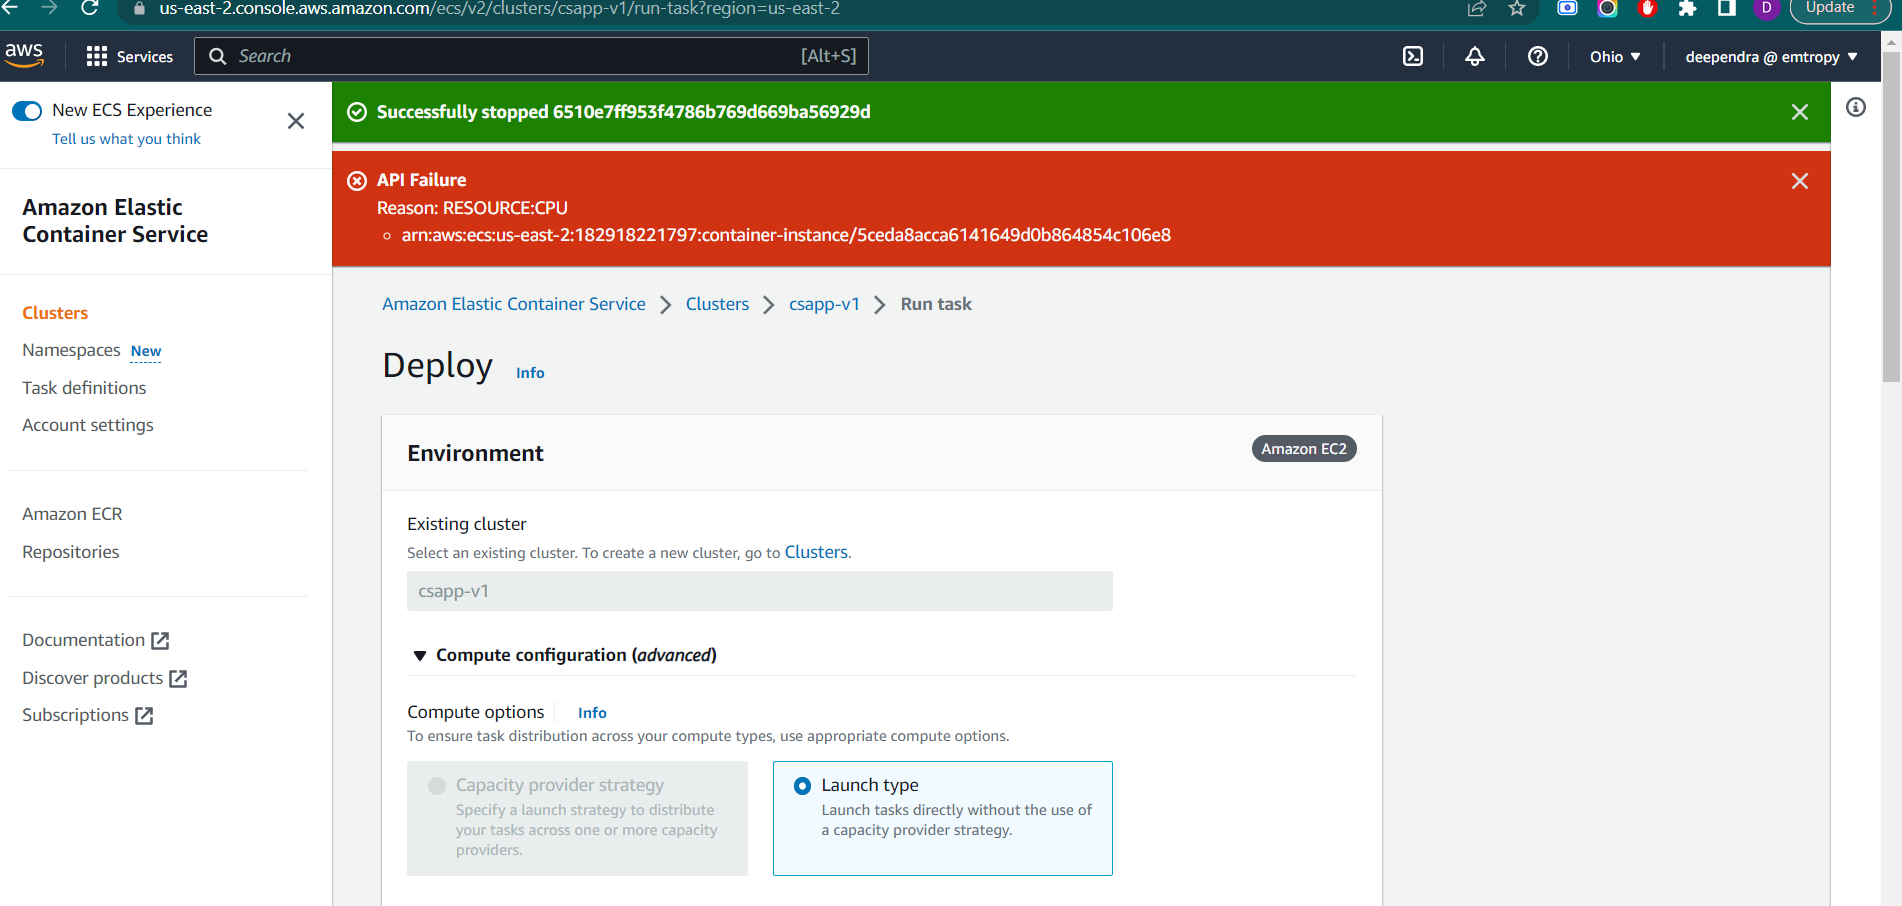 us-east-2.console.aws.amazon.com/ecs/v2/clusters/csapp-v1/run-task?region=us-east-2
D
Update
aws
Services
Search
[Alt+S]
Ohio
deependra @ emtropy
New ECS Experience
Tell us what you think
Successfully stopped 6510e7ff953f4786b769d669ba56929d
API Failure
Reason: RESOURCE:CPU
arn:aws:ecs:us-east-2:182918221797:container-instance/5ceda8acca6141649d0b864854c106e8
Amazon Elastic
Container Service
Clusters
Namespaces New
Task definitions
Account settings
Amazon ECR
Repositories
Documentation
Discover products
Subscriptions
Amazon Elastic Container Service
Clusters
csapp-v1
Run task
Deploy Info
Environment
Amazon EC2
Existing cluster
Select an existing cluster. To create a new cluster, go to Clusters.
csapp-v1
Compute configuration (advanced)
Compute options Info
To ensure task distribution across your compute types, use appropriate compute options.
Capacity provider strategy
Specify a launch strategy to distribute
your tasks across one or more capacity
providers.
Launch type
Launch tasks directly without the use of
a capacity provider strategy.